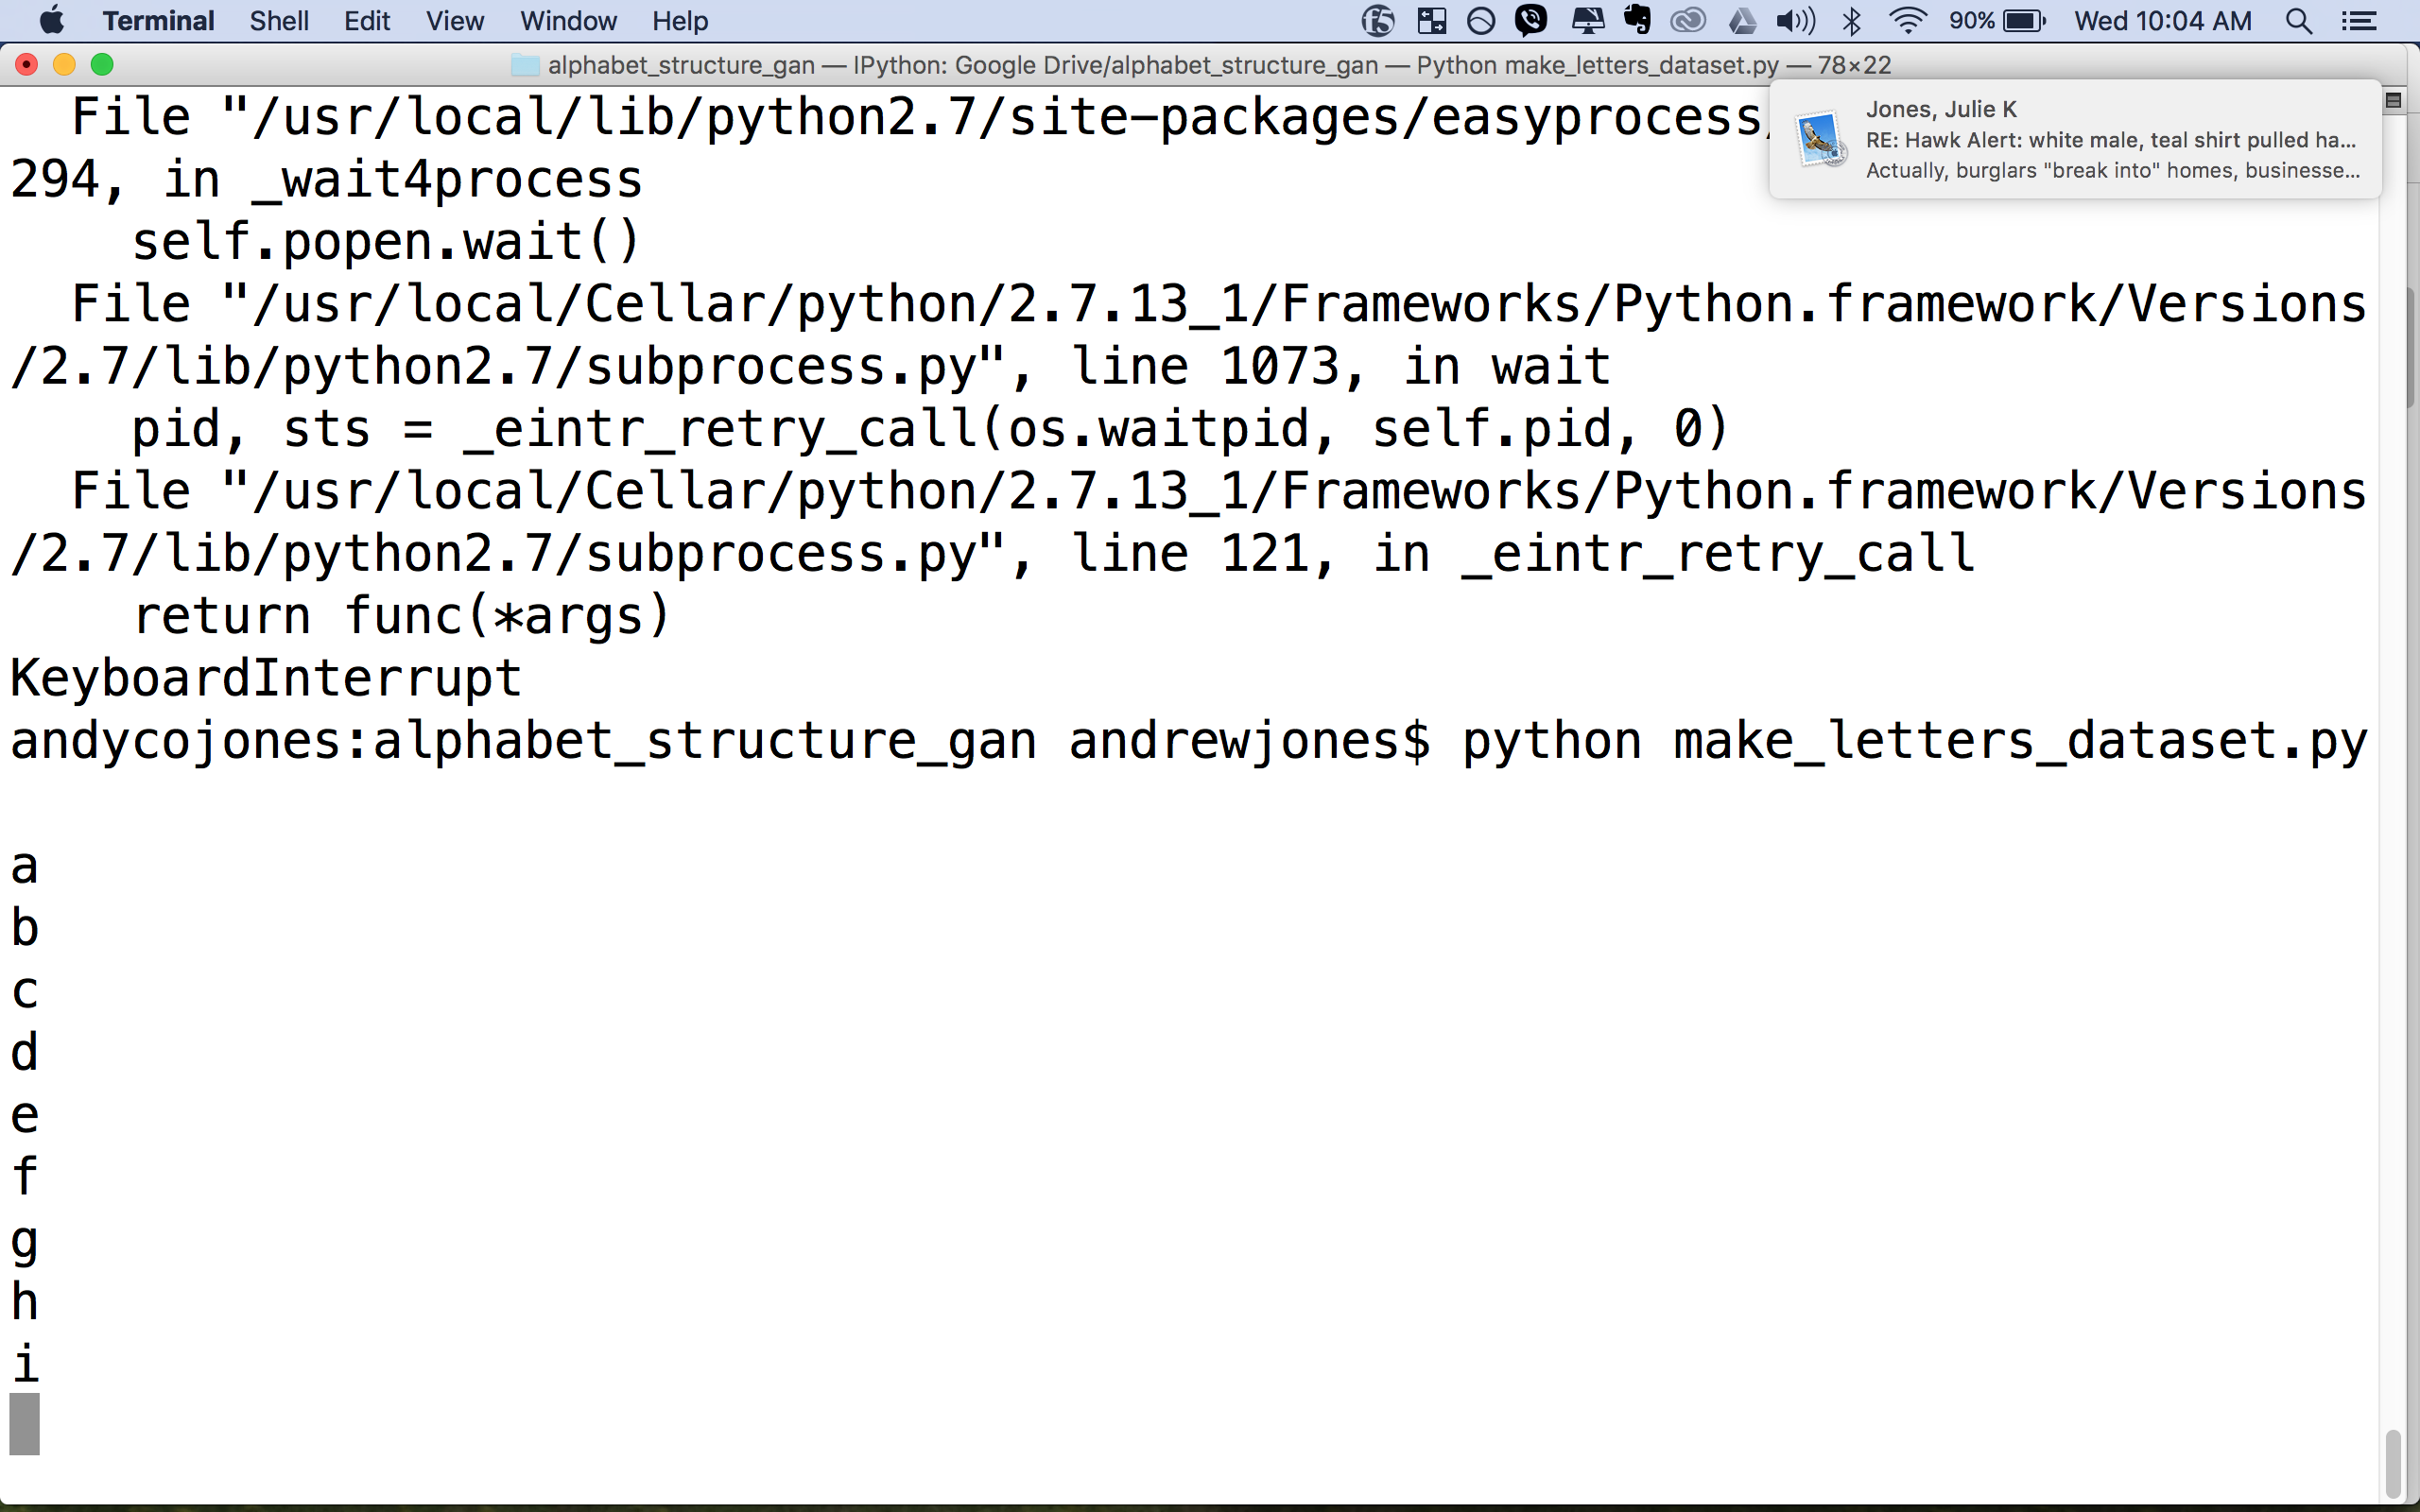 Terminal Shell Edit View Window Help 90% Wed 10:04 AM
alphabet_structure_gan — IPython: Google Drive/alphabet_structure_gan — Python make_letters_dataset.py — 78×22
Jones, Julie K
RE: Hawk Alert: white male, teal shirt pulled ha...
Actually, burglars "break into" homes, businesse...
File "/usr/local/lib/python2.7/site-packages/easyprocess
294, in _wait4process
self.popen.wait()
File "/usr/local/Cellar/python/2.7.13_1/Frameworks/Python.framework/Versions
/2.7/lib/python2.7/subprocess.py", line 1073, in wait
pid, sts = _eintr_retry_call(os.waitpid, self.pid, 0)
File "/usr/local/Cellar/python/2.7.13_1/Frameworks/Python.framework/Versions
/2.7/lib/python2.7/subprocess.py", line 121, in _eintr_retry_call
return func(*args)
KeyboardInterrupt
andycojones:alphabet_structure_gan andrewjones$ python make_letters_dataset.py
a
b
c
d
e
f
g
h
i